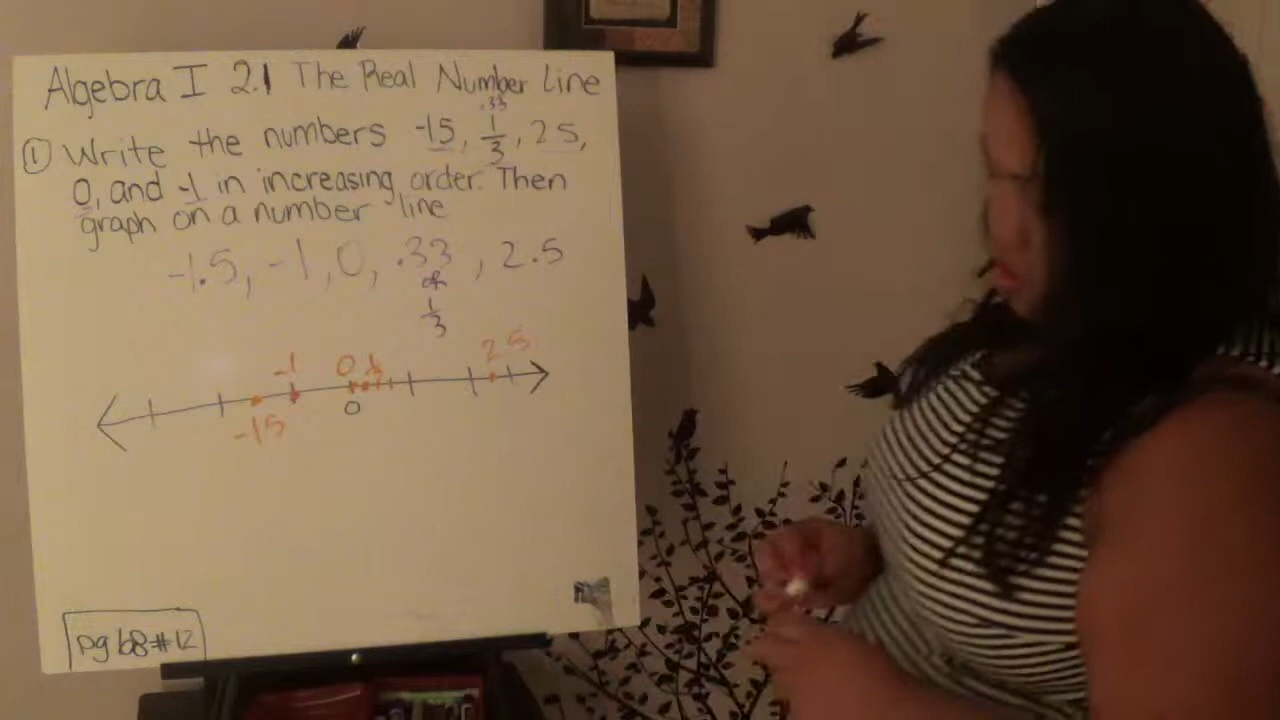 Algebra I 2.1 The Real Number Line
.33
① Write the numbers -1.5, 1/3, 2.5,
0, and -1 in increasing order. Then
graph on a number line
-1.5, -1, 0, .33, 2.5
or
1/3
-1 0 1/3 2.5
-1.5 0
pg 68 #12